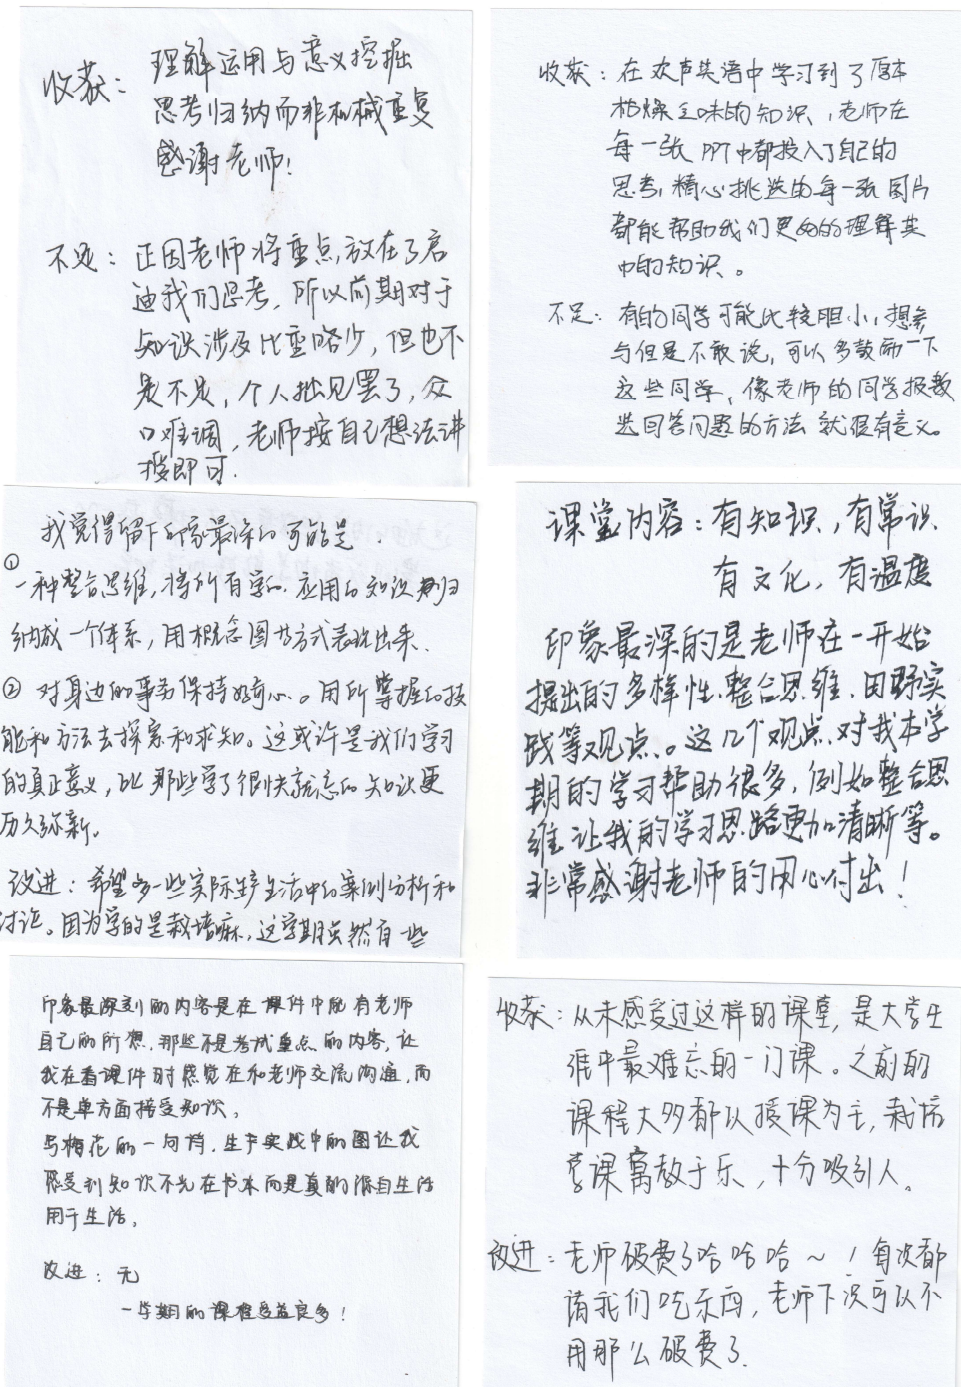 收获：理解运用与意义挖掘
思考归纳而非机械重复
感谢老师！
不足：正因老师将重点放在了启
迪我们思考，所以前期对于
知识涉及比重略少，但也不
是不足，个人拙见罢了，众
口难调，老师按自己想法讲
授即可.
收获：在欢声英语中学习到了原本
枯燥乏味的知识，老师在
每一张PPT中都投入了自己的
思考，精心挑选的每一张图片
都能帮助我们更好的理解其
中的知识。
不足：有的同学可能比较胆小，想参
与但是不敢说，可以多鼓励一下
这些同学，像老师的同学报数
选回答问题的方法就很有意义。
我觉得留下印象最深的可能是：
①
一种整合思维，将所有学的、应用的知识归
纳成一个体系，用概念图的方式表现出来.
② 对身边的事务保持好奇心。用所掌握的技
能和方法去探索和求知。这或许是我们学习
的真正意义，比那些学了很快就忘的知识更
历久弥新。
改进：希望多一些实际生产生活中的案例分析和
讨论。因为学的是栽培嘛，这学期虽然有一些
课堂内容：有知识，有常识
有文化，有温度
印象最深的是老师在一开始
提出的多样性、整合思维、田野实
践等观点。这几个观点对我本学
期的学习帮助很多，例如整合思
维让我的学习思路更加清晰等。
非常感谢老师的用心付出！
印象最深刻的内容是在课件中能有老师
自己的所想，那些不是考试重点的内容，让
我在看课件时感觉在和老师交流沟通，而
不是单方面接受知识。
写梅花的一句诗，生产实践中的图让我
感受到知识不光在书本而是真的源自生活
用于生活。
改进：无
一学期的课程受益良多！
收获：从未感受过这样的课堂，是大学生
涯中最难忘的一门课。之前的
课程大多都以授课为主，栽培
学课寓教于乐，十分吸引人。
改进：老师破费了哈哈哈～！每次都
请我们吃东西，老师下次可以不
用那么破费了.